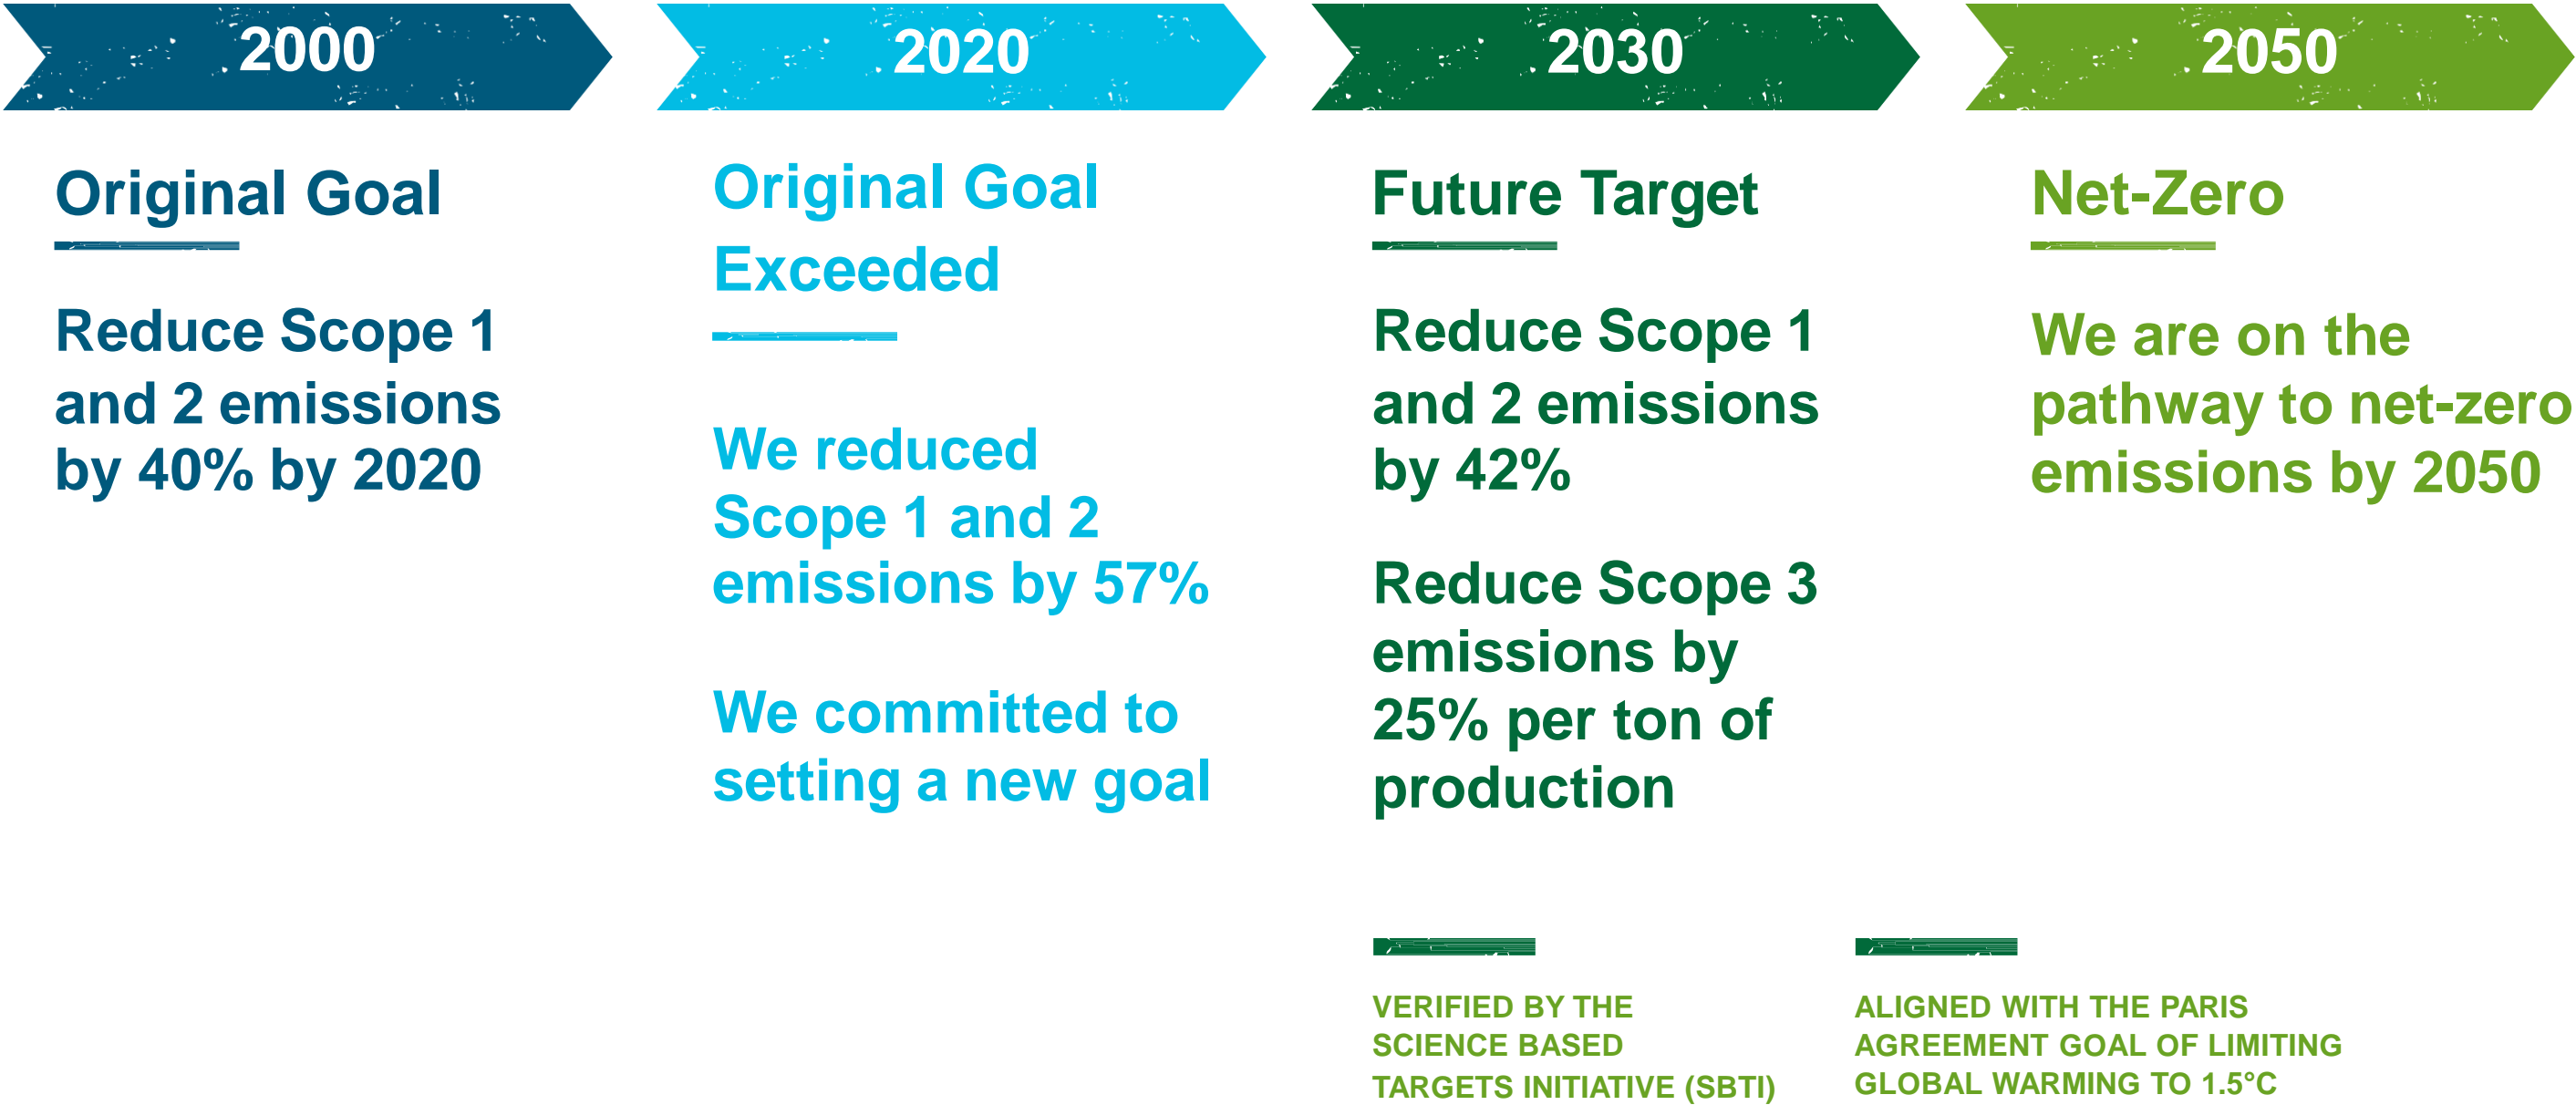 2000
Original Goal
Reduce Scope 1
and 2 emissions
by 40% by 2020
2020
Original Goal
Exceeded
We reduced
Scope 1 and 2
emissions by 57%
We committed to
setting a new goal
2030
Future Target
Reduce Scope 1
and 2 emissions
by 42%
Reduce Scope 3
emissions by
25% per ton of
production
2050
Net-Zero
We are on the
pathway to net-zero
emissions by 2050
VERIFIED BY THE
SCIENCE BASED
TARGETS INITIATIVE (SBTI)
ALIGNED WITH THE PARIS
AGREEMENT GOAL OF LIMITING
GLOBAL WARMING TO 1.5°C